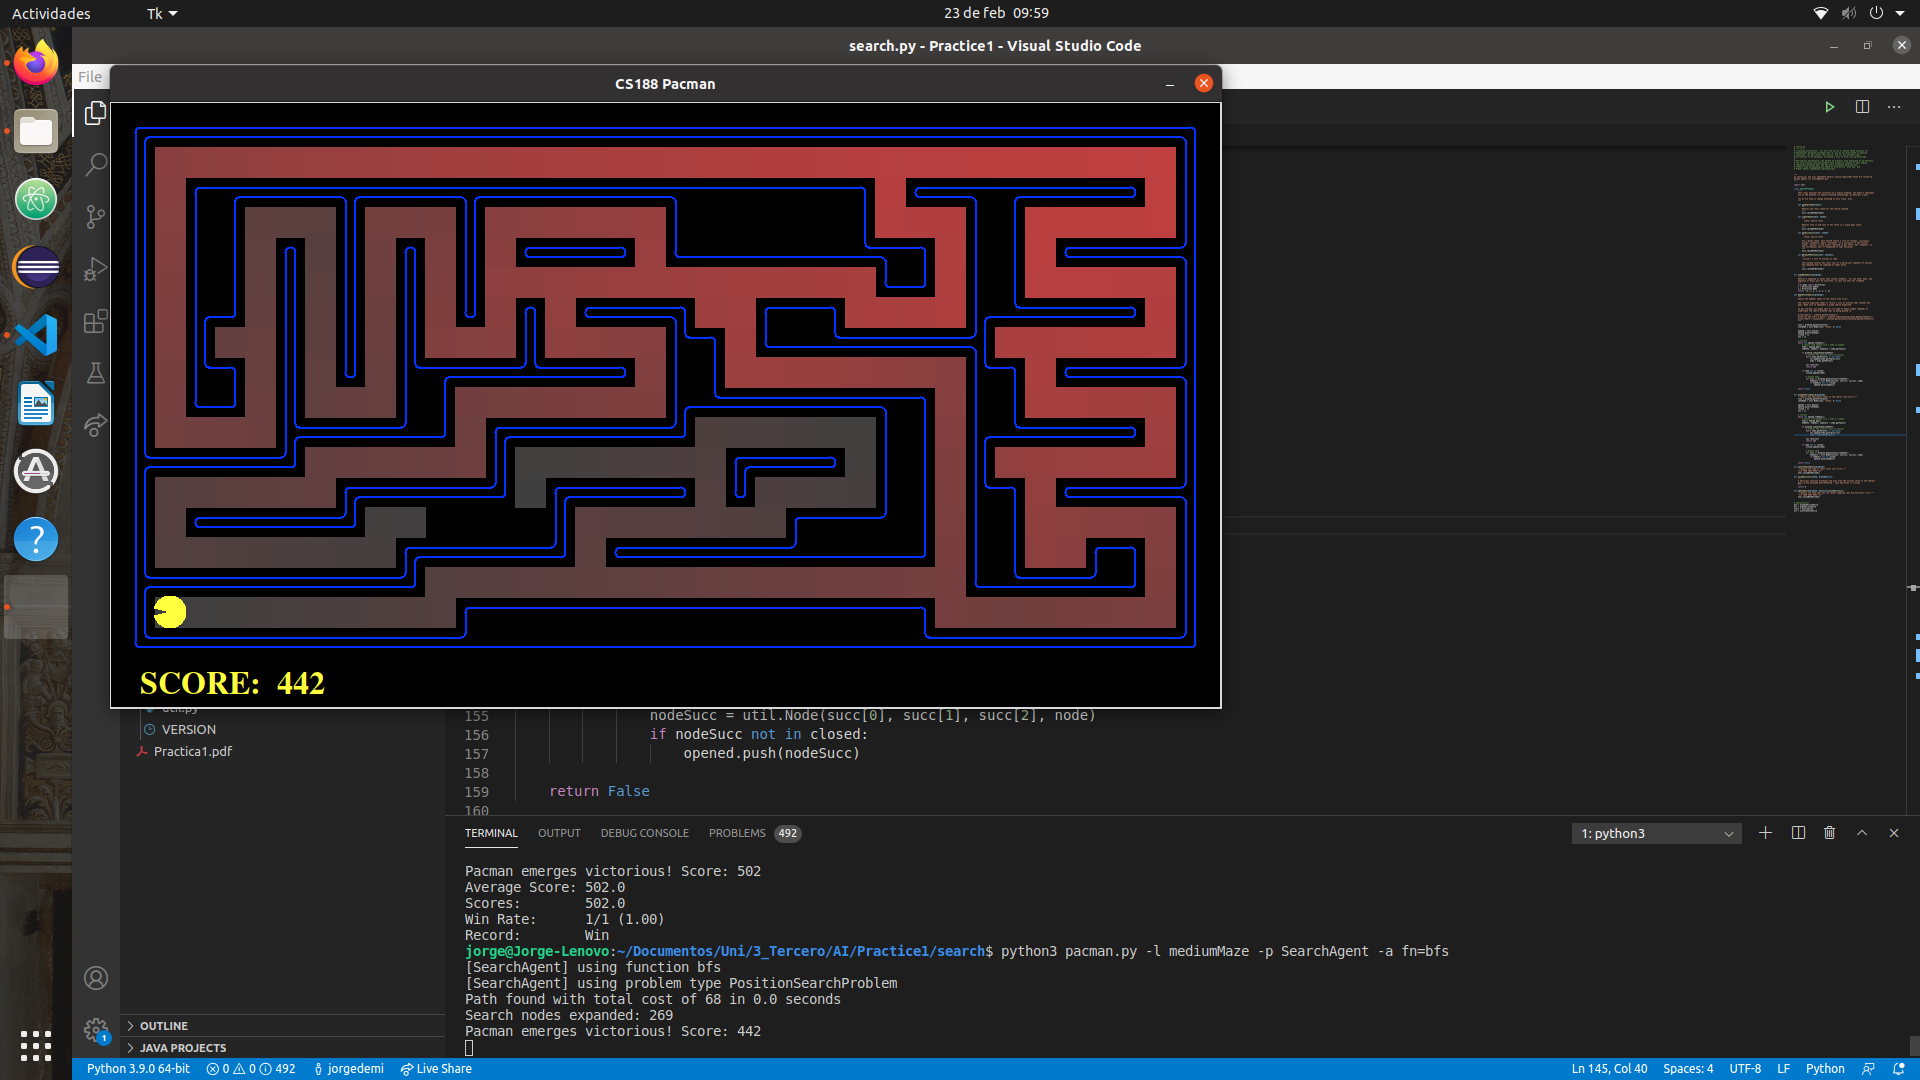 Actividades
Tk
23 de feb 09:59
search.py - Practice1 - Visual Studio Code
File
CS188 Pacman
SCORE: 442
util.py
VERSION
Practica1.pdf
155 nodeSucc = util.Node(succ[0], succ[1], succ[2], node)
156 if nodeSucc not in closed:
157 opened.push(nodeSucc)
158
159 return False
160
TERMINAL OUTPUT DEBUG CONSOLE PROBLEMS 492
1: python3
Pacman emerges victorious! Score: 502
Average Score: 502.0
Scores: 502.0
Win Rate: 1/1 (1.00)
Record: Win
jorge@Jorge-Lenovo:~/Documentos/Uni/3_Tercero/AI/Practice1/search$ python3 pacman.py -l mediumMaze -p SearchAgent -a fn=bfs
[SearchAgent] using function bfs
[SearchAgent] using problem type PositionSearchProblem
Path found with total cost of 68 in 0.0 seconds
Search nodes expanded: 269
Pacman emerges victorious! Score: 442
1
OUTLINE
JAVA PROJECTS
Python 3.9.0 64-bit 0 0 492 jorgedemi Live Share
Ln 145, Col 40 Spaces: 4 UTF-8 LF Python